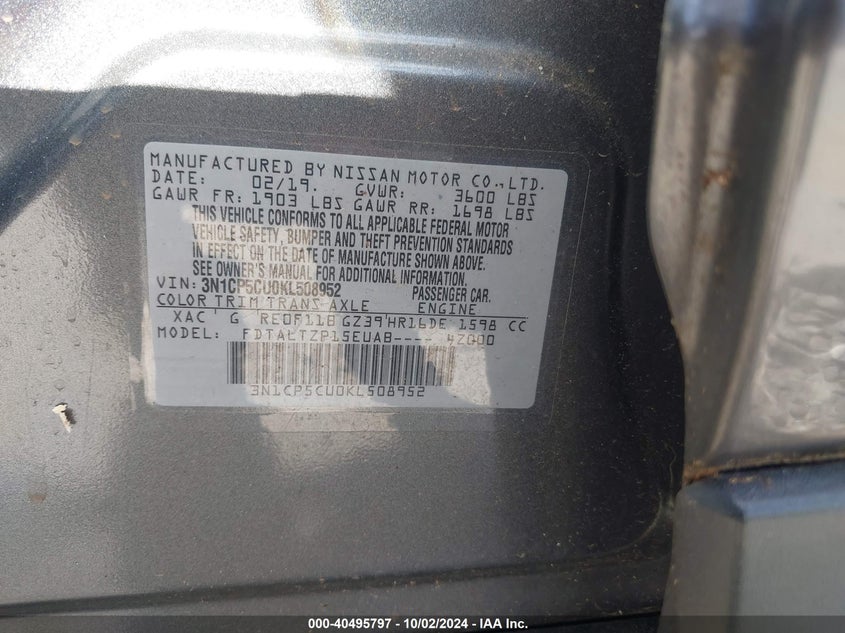 MANUFACTURED BY NISSAN MOTOR CO.,LTD.
DATE: 02/19. GVWR: 3600 LBS
GAWR FR: 1903 LBS GAWR RR: 1698 LBS
THIS VEHICLE CONFORMS TO ALL APPLICABLE FEDERAL MOTOR
VEHICLE SAFETY, BUMPER AND THEFT PREVENTION STANDARDS
IN EFFECT ON THE DATE OF MANUFACTURE SHOWN ABOVE.
SEE OWNER'S MANUAL FOR ADDITIONAL INFORMATION.
VIN: 3N1CP5CU0KL508952 PASSENGER CAR.
COLOR TRIM TRANS AXLE ENGINE
XAC G RE0F11B GZ39 HR16DE 1598 CC
MODEL: FDTALTZP15EUAB---- 4Z000
3N1CP5CU0KL508952
000-40495797 - 10/02/2024 - IAA Inc.